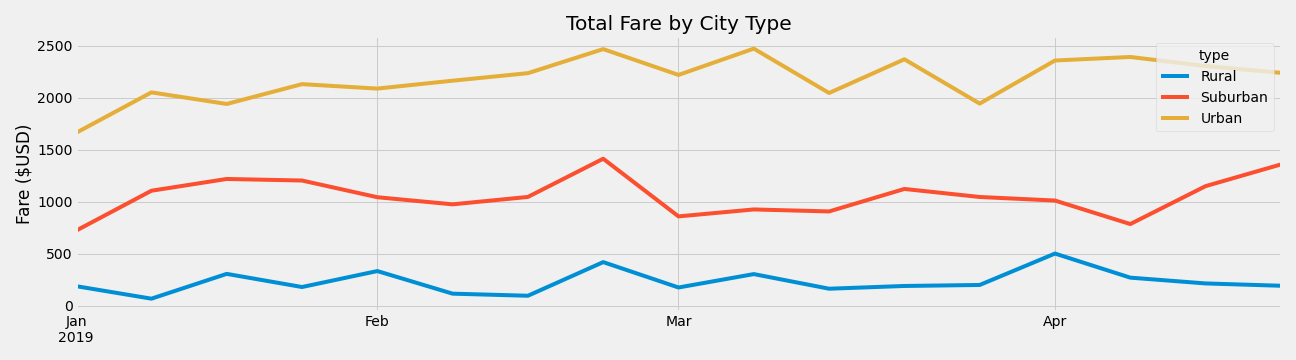 Total Fare by City Type
Fare ($USD)
2500
2000
1500
1000
500
0
Jan
2019
Feb
Mar
Apr
type
Rural
Suburban
Urban